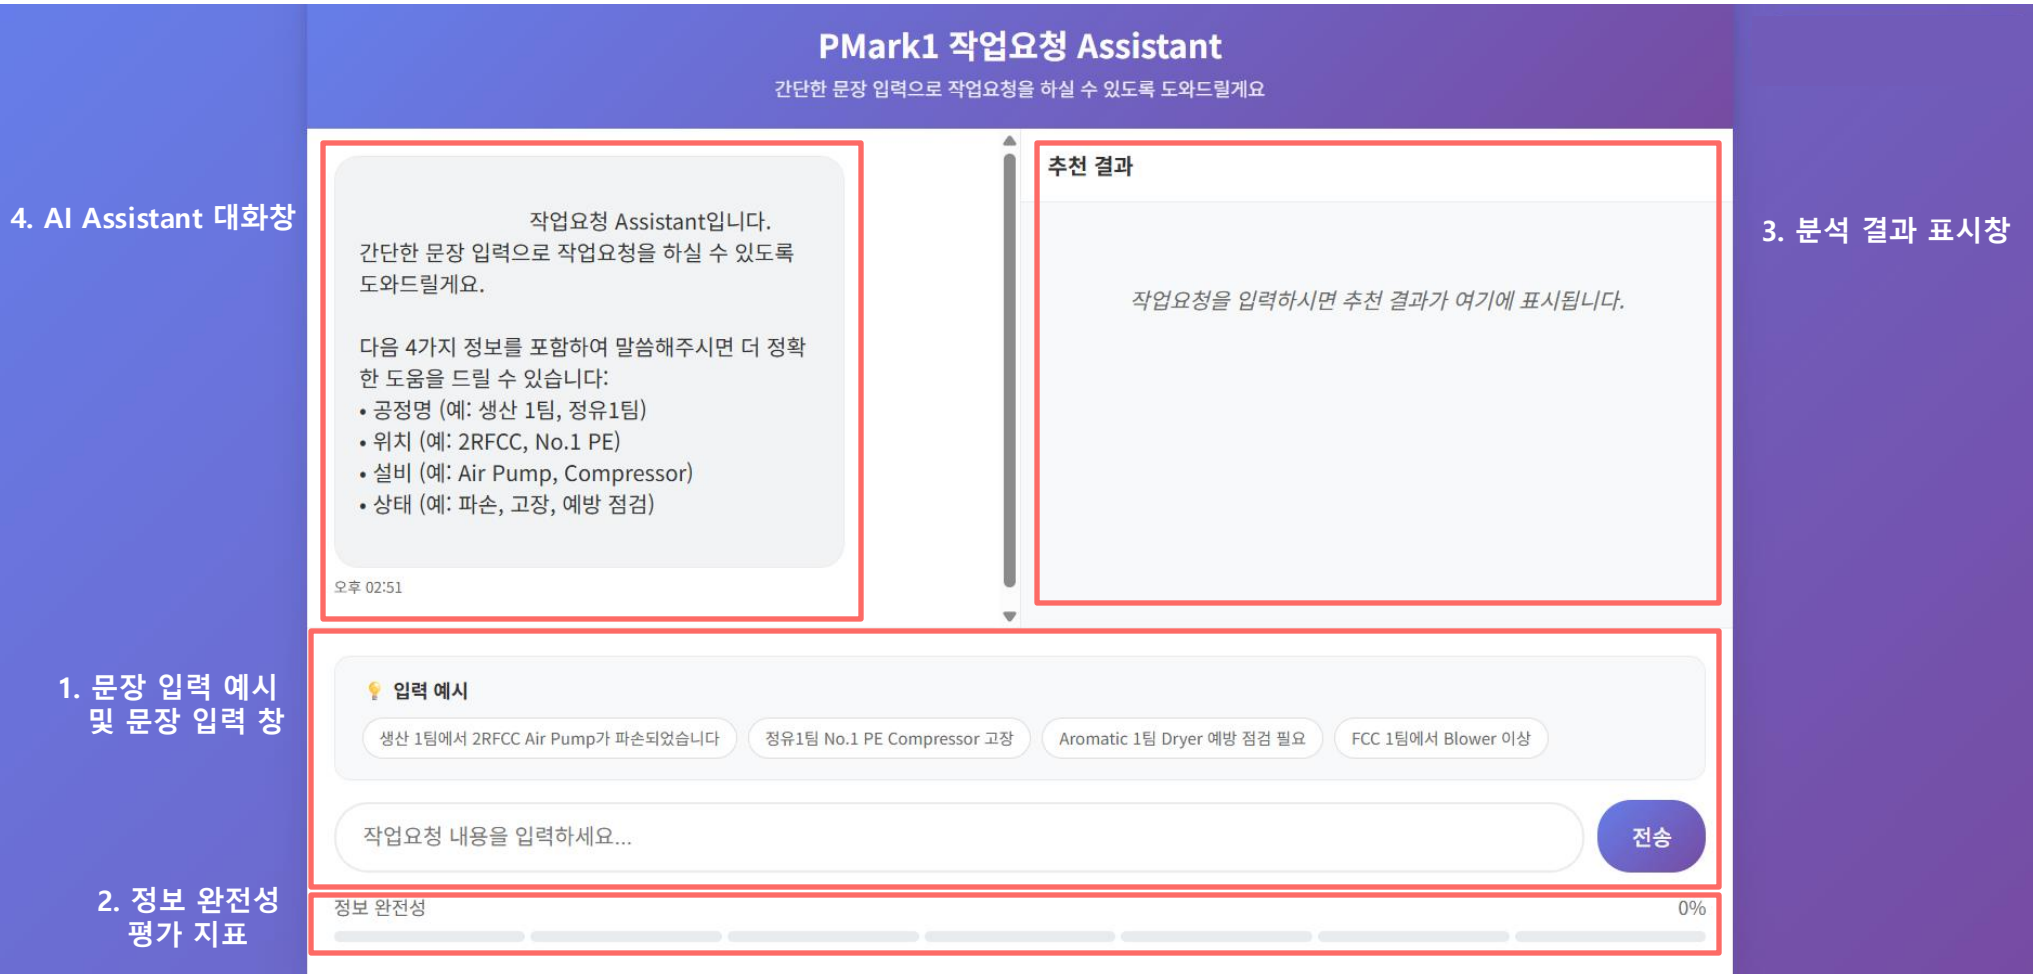 PMark1 작업요청 Assistant
간단한 문장 입력으로 작업요청을 하실 수 있도록 도와드릴게요
4. AI Assistant 대화창
작업요청 Assistant입니다.
간단한 문장 입력으로 작업요청을 하실 수 있도록
도와드릴게요.
다음 4가지 정보를 포함하여 말씀해주시면 더 정확
한 도움을 드릴 수 있습니다:
• 공정명 (예: 생산 1팀, 정유1팀)
• 위치 (예: 2RFCC, No.1 PE)
• 설비 (예: Air Pump, Compressor)
• 상태 (예: 파손, 고장, 예방 점검)
오후 02:51
추천 결과
작업요청을 입력하시면 추천 결과가 여기에 표시됩니다.
3. 분석 결과 표시창
1. 문장 입력 예시
및 문장 입력 창
💡 입력 예시
생산 1팀에서 2RFCC Air Pump가 파손되었습니다
정유1팀 No.1 PE Compressor 고장
Aromatic 1팀 Dryer 예방 점검 필요
FCC 1팀에서 Blower 이상
작업요청 내용을 입력하세요...
전송
2. 정보 완전성
평가 지표
정보 완전성
0%